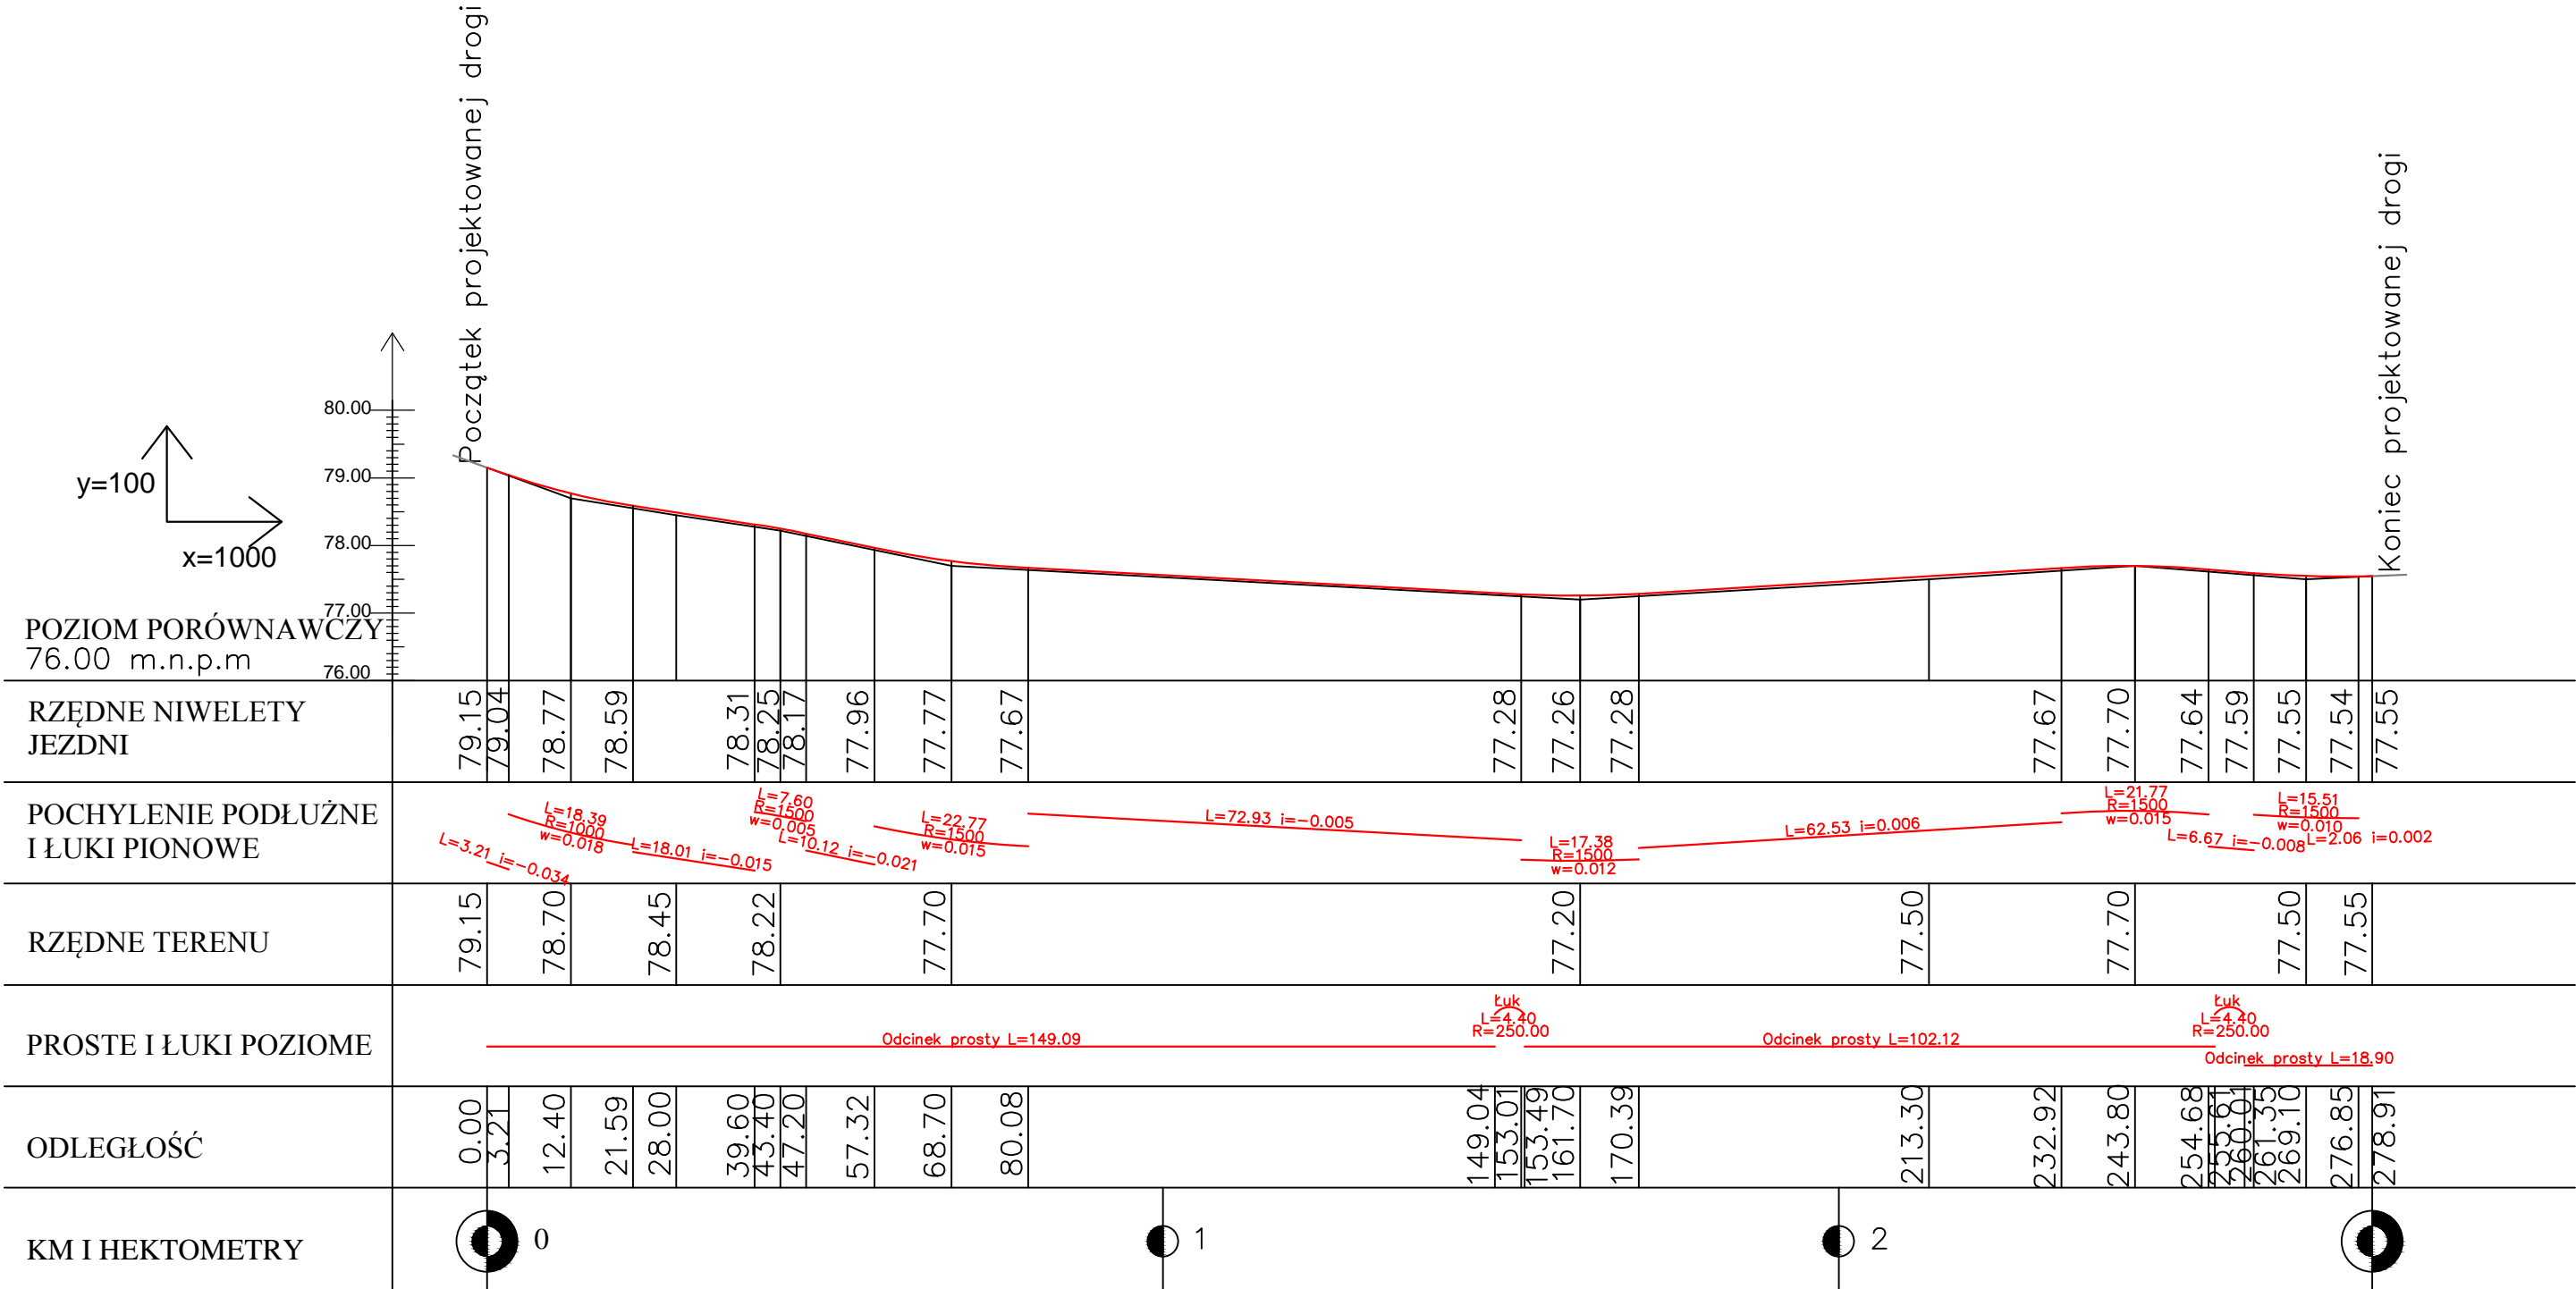 Początek projektowanej drogi
Koniec projektowanej drogi
y=100
x=1000
80.00
79.00
78.00
77.00
76.00
POZIOM PORÓWNAWCZY
76.00 m.n.p.m
RZĘDNE NIWELETY
JEZDNI
79.15
79.04
78.77
78.59
78.31
78.25
78.17
77.96
77.77
77.67
77.28
77.26
77.28
77.67
77.70
77.64
77.59
77.55
77.54
77.55
POCHYLENIE PODŁUŻNE
I ŁUKI PIONOWE
L=3.21 i=-0.034
L=18.39
R=1000
w=0.018
L=18.01 i=-0.015
L=7.60
R=1500
w=0.005
L=10.12 i=-0.021
L=22.77
R=1500
w=0.015
L=72.93 i=-0.005
L=17.38
R=1500
w=0.012
L=62.53 i=0.006
L=21.77
R=1500
w=0.015
L=6.67 i=-0.008
L=15.51
R=1500
w=0.010
L=2.06 i=0.002
RZĘDNE TERENU
79.15
78.70
78.45
78.22
77.70
77.20
77.50
77.70
77.50
77.55
PROSTE I ŁUKI POZIOME
Odcinek prosty L=149.09
Łuk
L=4.40
R=250.00
Odcinek prosty L=102.12
Łuk
L=4.40
R=250.00
Odcinek prosty L=18.90
ODLEGŁOŚĆ
0.00
3.21
12.40
21.59
28.00
39.60
43.40
47.20
57.32
68.70
80.08
149.04
153.01
153.49
161.70
170.39
213.30
232.92
243.80
254.68
255.61
260.01
261.35
269.10
276.85
278.91
KM I HEKTOMETRY
0
1
2